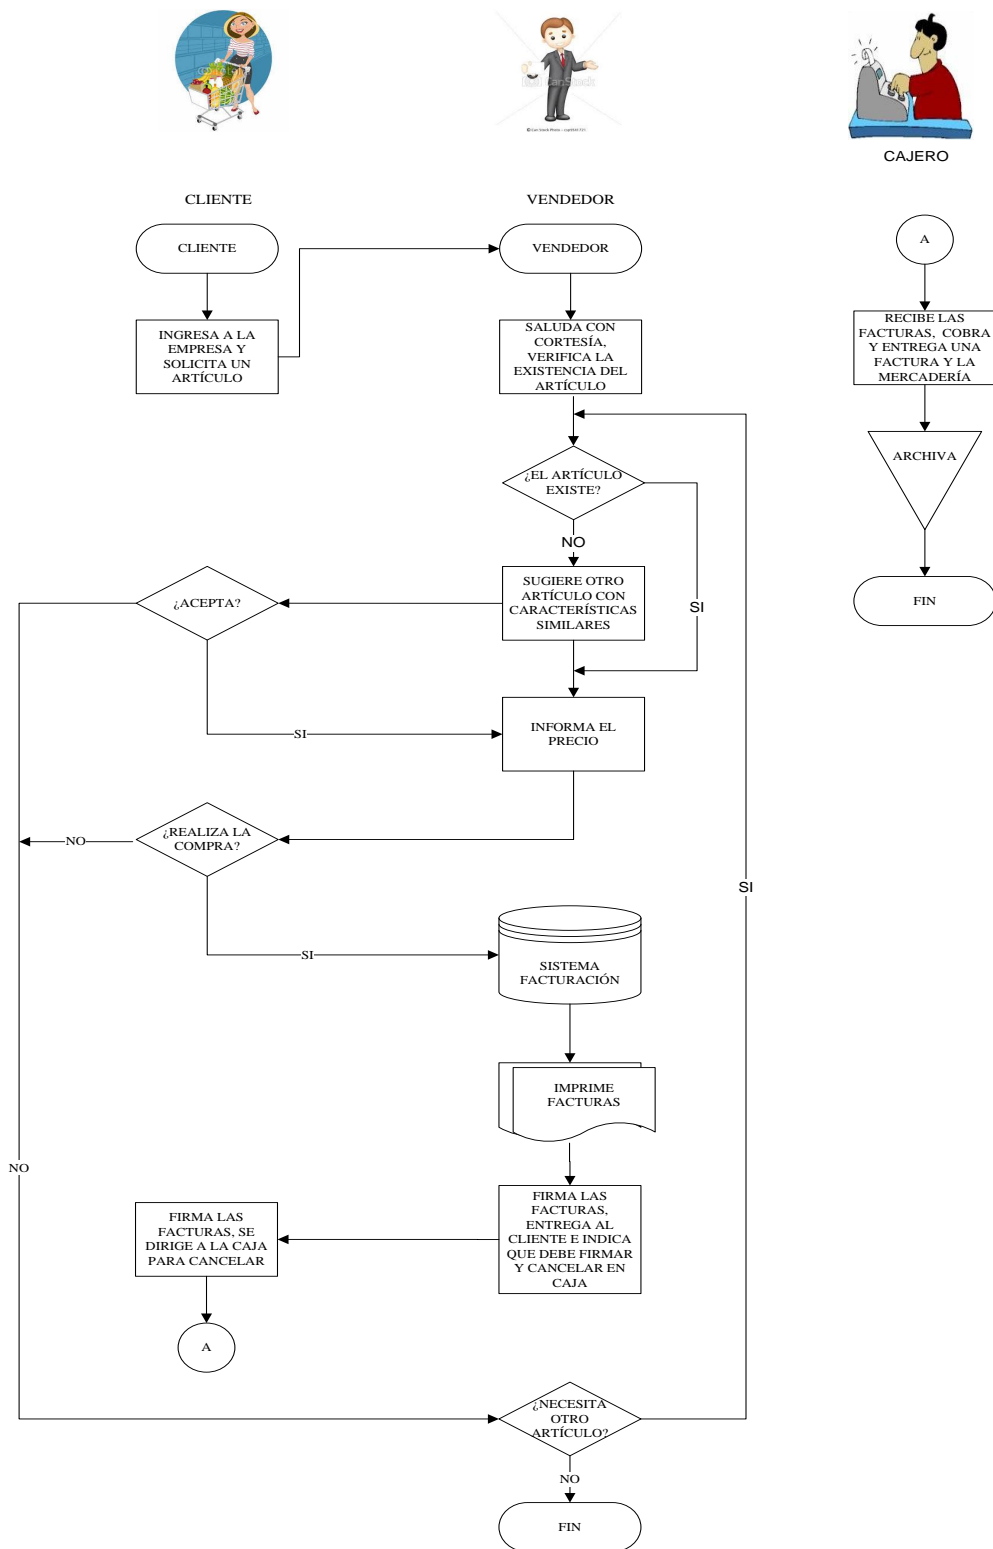 CAJERO
CLIENTE
VENDEDOR
CLIENTE
VENDEDOR
A
INGRESA A LA
EMPRESA Y
SOLICITA UN
ARTÍCULO
SALUDA CON
CORTESÍA,
VERIFICA LA
EXISTENCIA DEL
ARTÍCULO
RECIBE LAS
FACTURAS, COBRA
Y ENTREGA UNA
FACTURA Y LA
MERCADERÍA
¿EL ARTÍCULO
EXISTE?
ARCHIVA
NO
SI
FIN
¿ACEPTA?
SUGIERE OTRO
ARTÍCULO CON
CARACTERÍSTÍCAS
SIMILARES
SI
INFORMA EL
PRECIO
¿REALIZA LA
COMPRA?
NO
SI
SI
SISTEMA
FACTURACIÓN
IMPRIME
FACTURAS
NO
FIRMA LAS
FACTURAS, SE
DIRIGE A LA CAJA
PARA CANCELAR
FIRMA LAS
FACTURAS,
ENTREGA AL
CLIENTE E INDICA
QUE DEBE FIRMAR
Y CANCELAR EN
CAJA
A
¿NECESITA
OTRO
ARTÍCULO?
NO
FIN